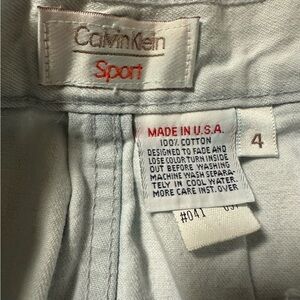 Calvin Klein
Sport
MADE IN U.S.A.
100% COTTON
DESIGNED TO FADE AND
LOSE COLOR TURN INSIDE
OUT BEFORE WASHING
MACHINE WASH SEPARA-
TELY IN COOL WATER.
MORE CARE INST. OVER
4
#041